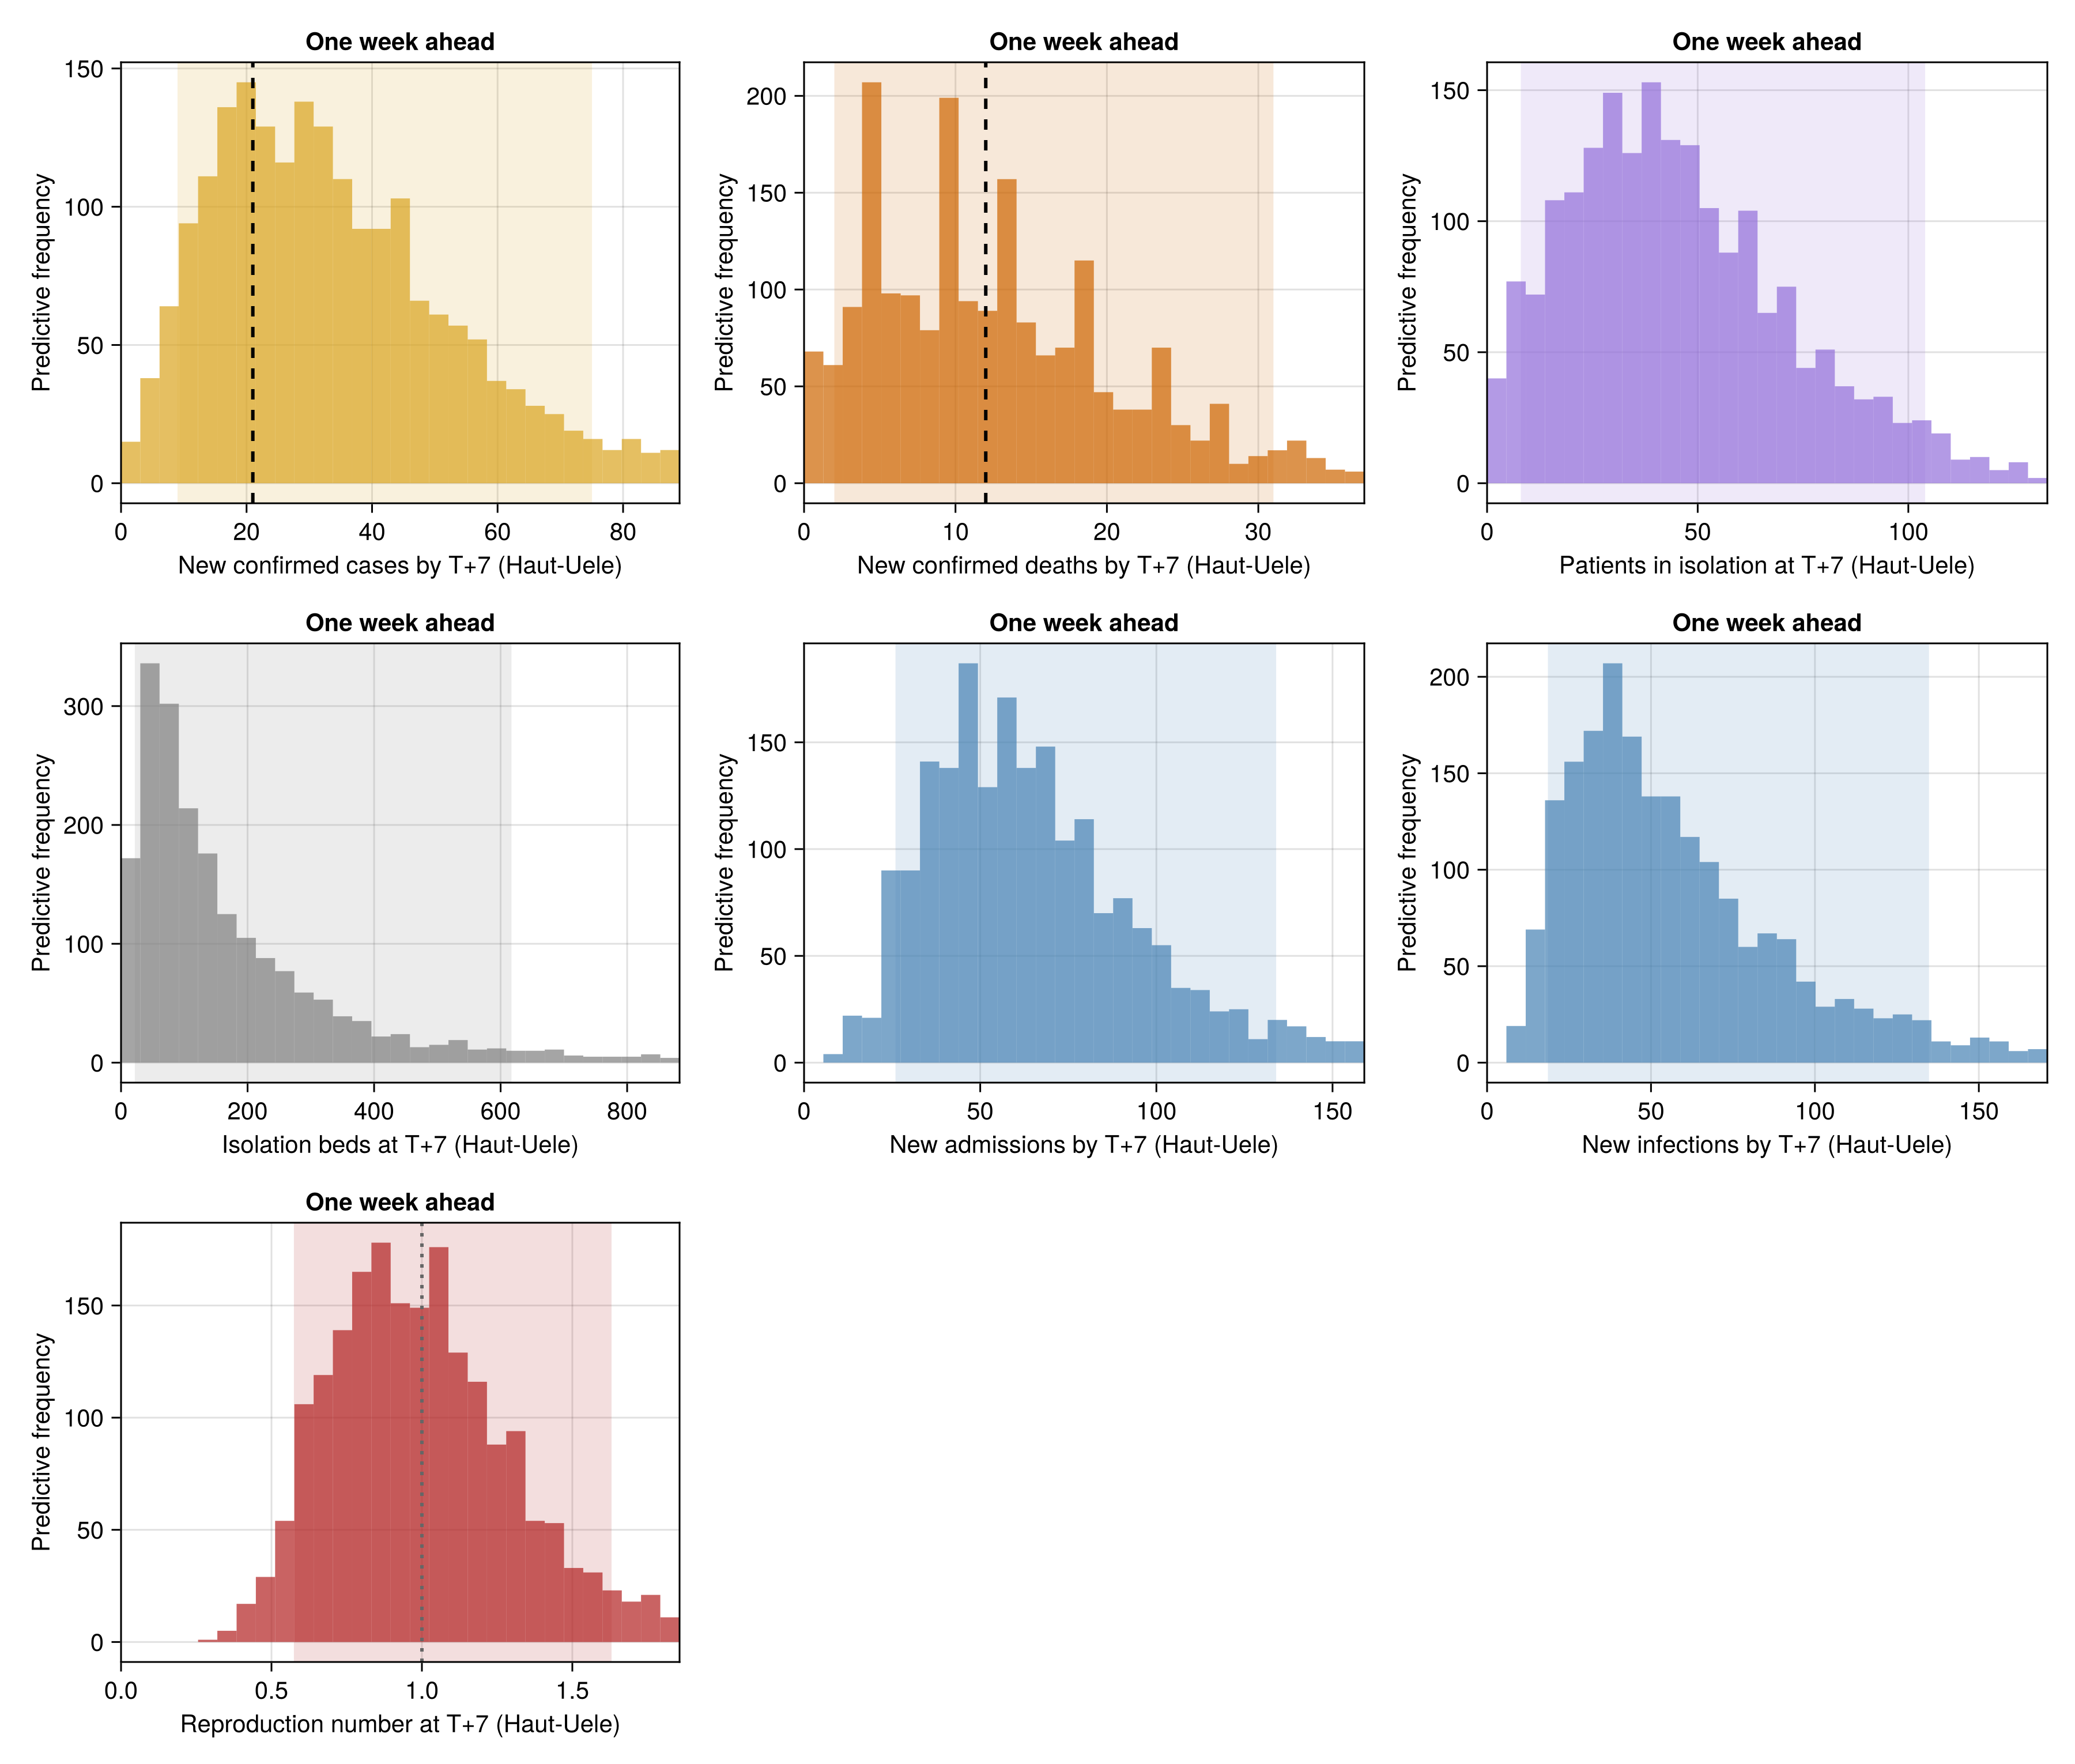 One week ahead
One week ahead
One week ahead
Predictive frequency
150
100
50
0
0 20 40 60 80
New confirmed cases by T+7 (Haut-Uele)
Predictive frequency
200
150
100
50
0
0 10 20 30
New confirmed deaths by T+7 (Haut-Uele)
Predictive frequency
150
100
50
0
0 50 100
Patients in isolation at T+7 (Haut-Uele)
One week ahead
One week ahead
One week ahead
Predictive frequency
300
200
100
0
0 200 400 600 800
Isolation beds at T+7 (Haut-Uele)
Predictive frequency
150
100
50
0
0 50 100 150
New admissions by T+7 (Haut-Uele)
Predictive frequency
200
150
100
50
0
0 50 100 150
New infections by T+7 (Haut-Uele)
One week ahead
Predictive frequency
150
100
50
0
0.0 0.5 1.0 1.5
Reproduction number at T+7 (Haut-Uele)